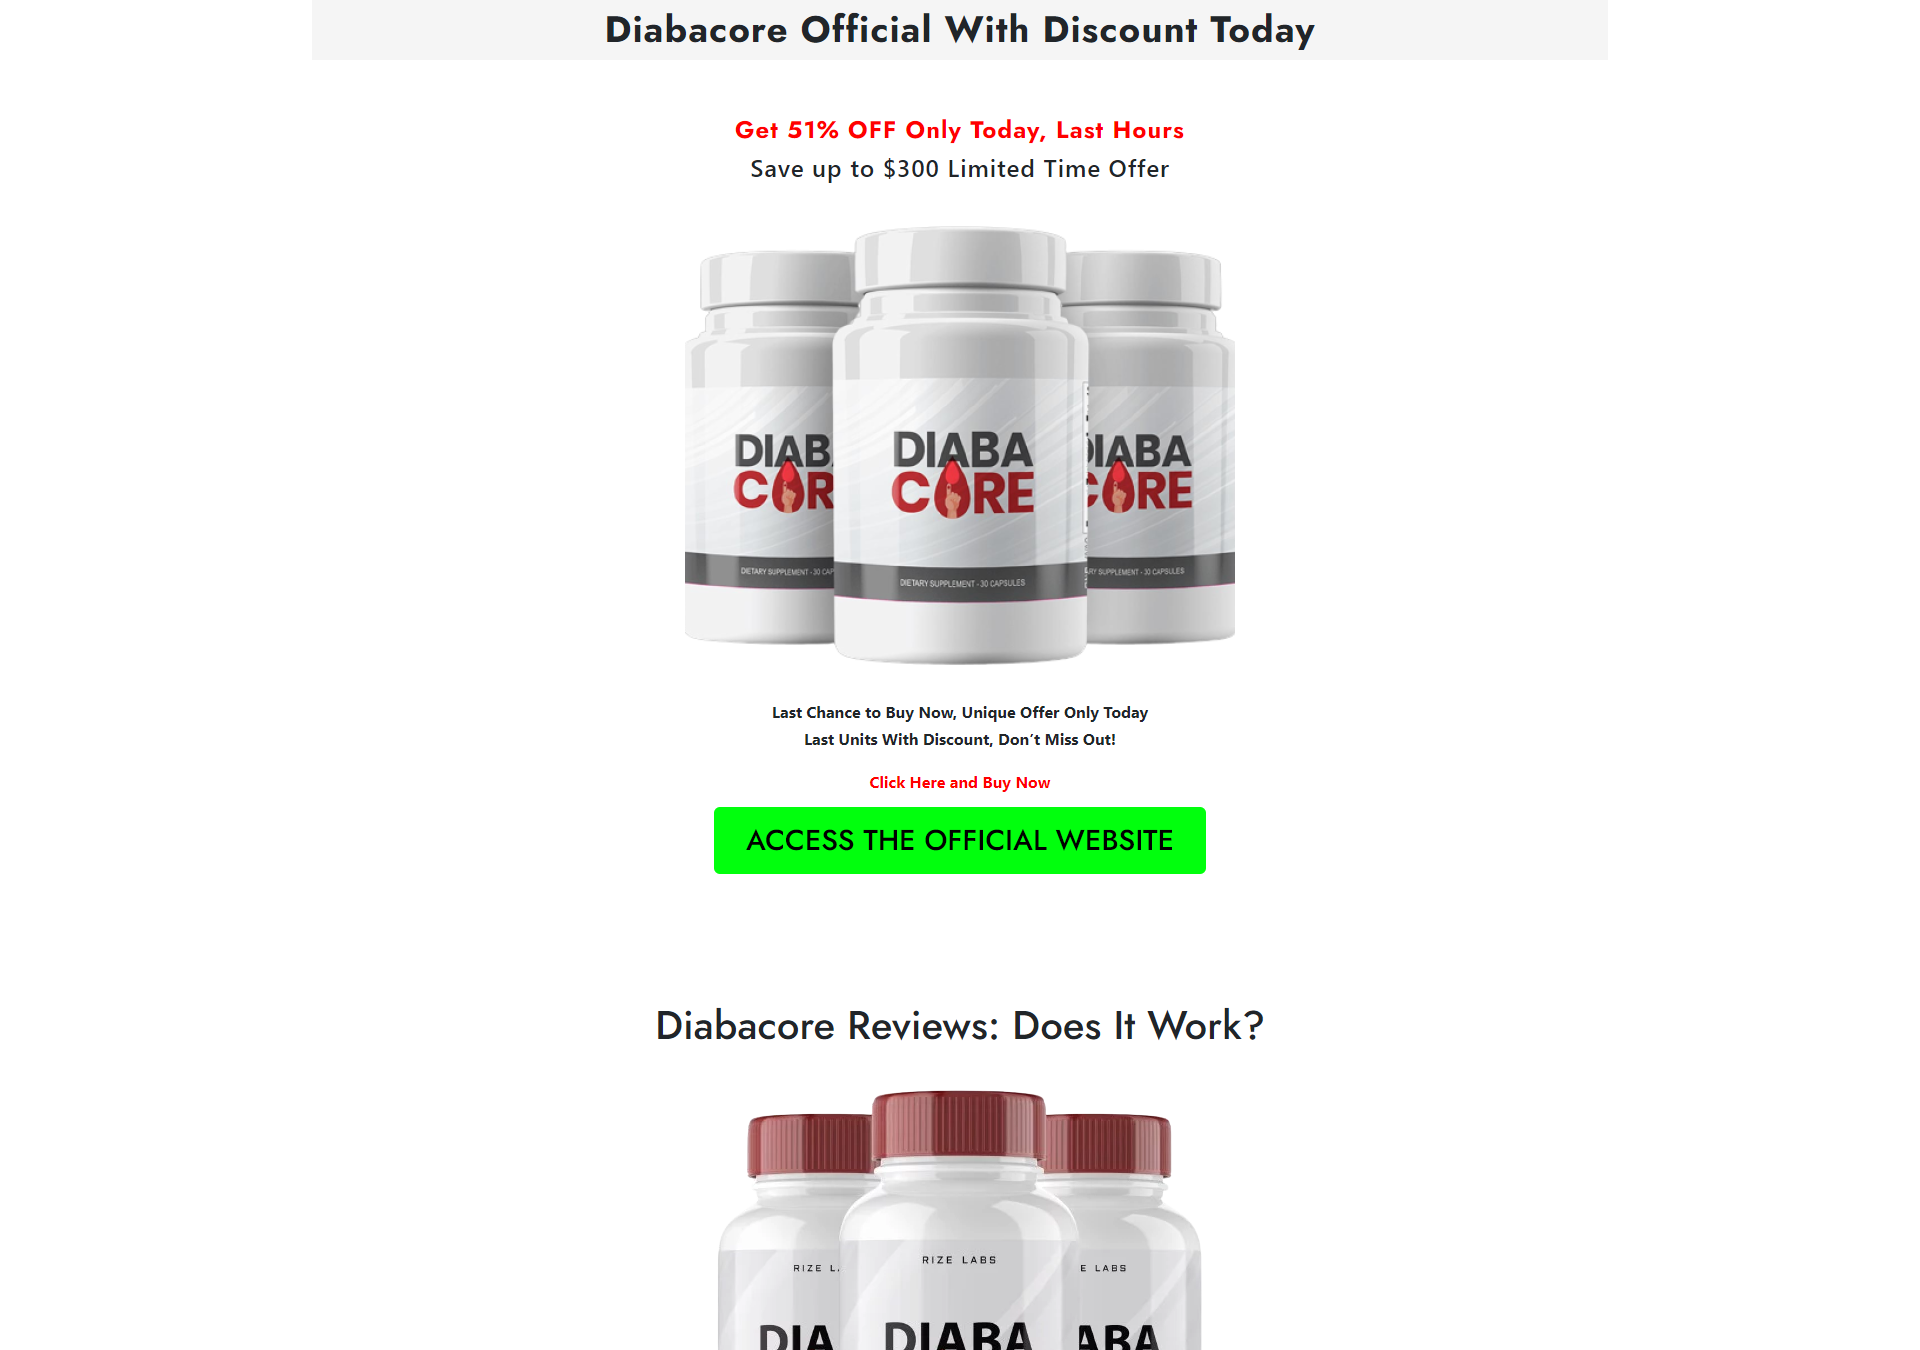 Diabacore Official With Discount Today
Get 51% OFF Only Today, Last Hours
Save up to $300 Limited Time Offer
DIAB
DIABA
IABA
C RE
C R
RE
DIETARY SUPPLEMENT - 30 CAP
DIETARY SUPPLEMENT - 30 CAPSULES
RY SUPPLEMENT - 30 CAPSULES
Last Chance to Buy Now, Unique Offer Only Today
Last Units With Discount, Don’t Miss Out!
Click Here and Buy Now
ACCESS THE OFFICIAL WEBSITE
Diabacore Reviews: Does It Work?
RIZE L
RIZE LABS
E LABS
DIA
DIABA
ABA